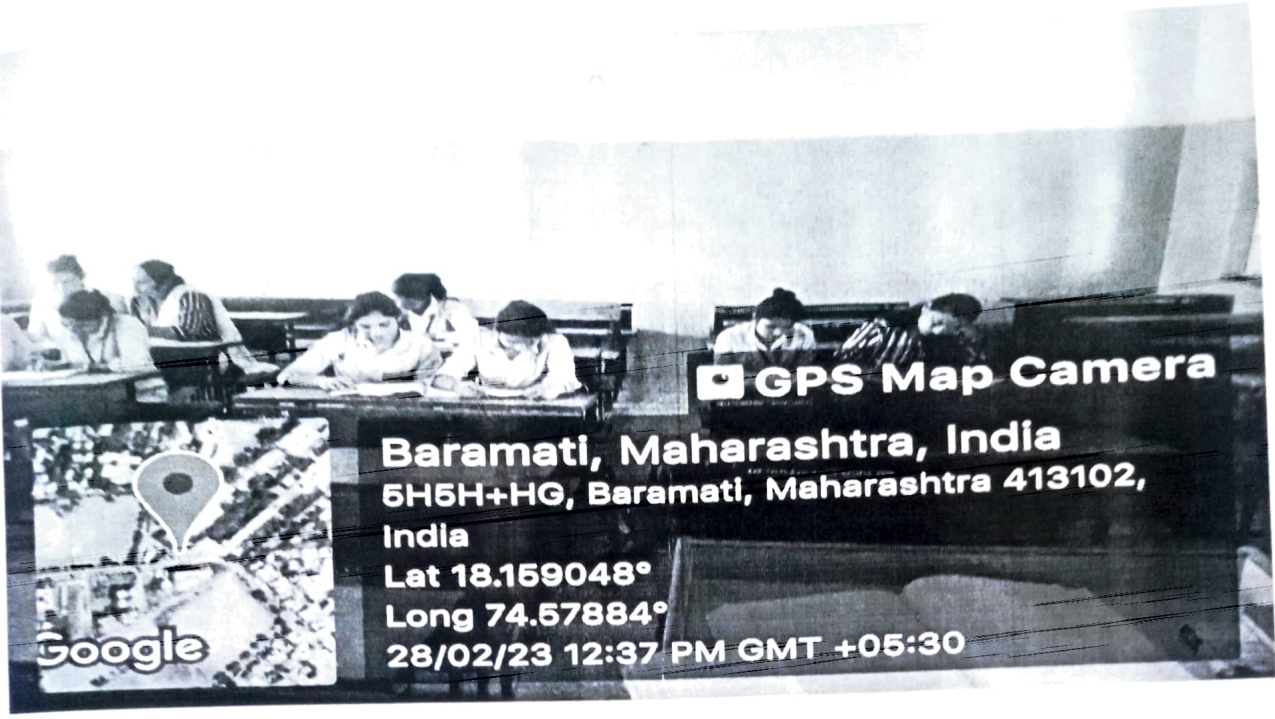 GPS Map Camera
Baramati, Maharashtra, India
5H5H+HG, Baramati, Maharashtra 413102,
India
Lat 18.159048°
Long 74.57884°
28/02/23 12:37 PM GMT +05:30
Google